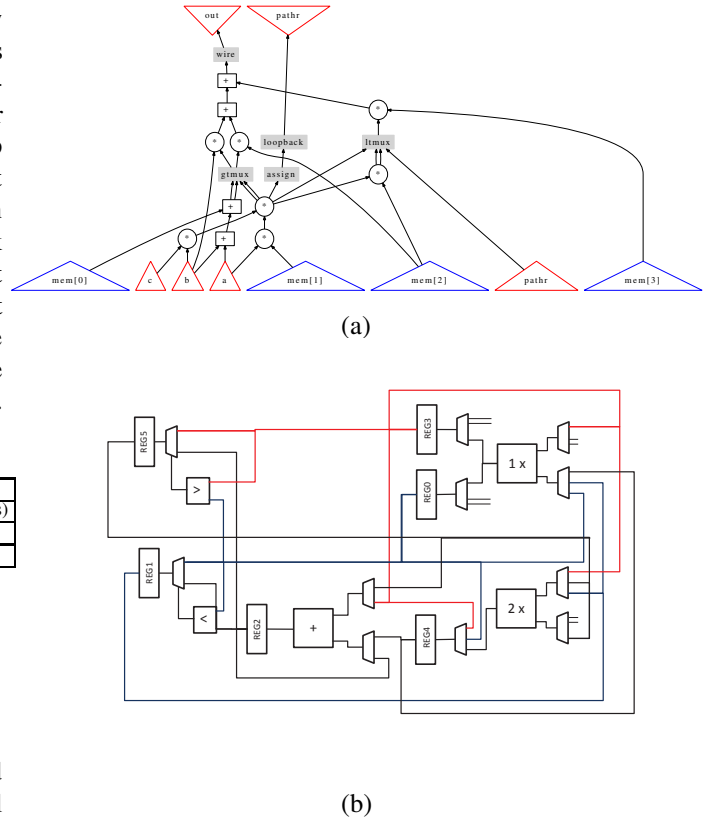 out pathr
wire
+
+
*
* * loopback ltmux
gtmux assign *
+ *
* + *
mem[0] c b a mem[1] mem[2] pathr mem[3]
(a)
s)
REG5
REG3
1 x
>
REG0
REG1
<
REG2
+
REG4
2 x
(b)